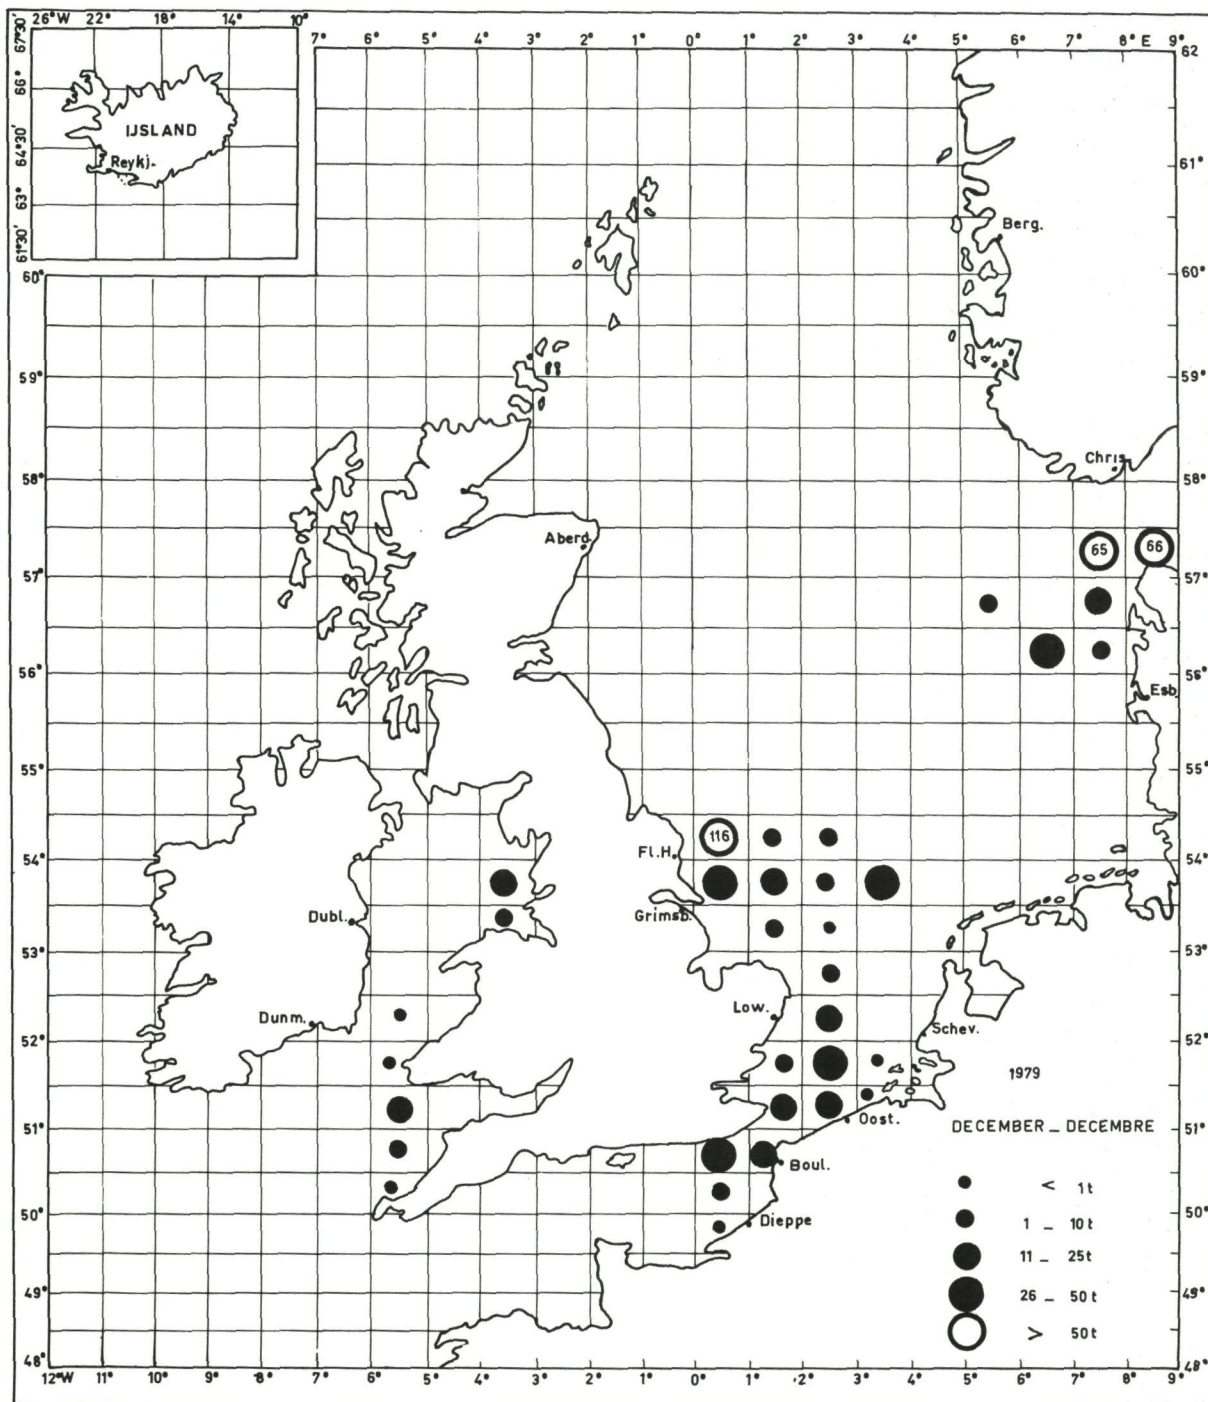 26°W 22° 18° 14° 10°
67°30' 66° 64°30' 63° 61°30'
IJSLAND
Reykj.
7° 6° 5° 4° 3° 2° 1° 0° 1° 2° 3° 4° 5° 6° 7° 8° E 9°
62
61°
Berg.
60° 60°
59° 59°
Chris.
58° 58°
Aberd.
65 66
57° 57°
56° 56°
Esb.
55° 55°
116
54° Fl.H. 54°
Dubl. Grimsb.
53° 53°
Dunm. Low. Schev.
52° 52°
1979
51° Oost. 51°
DECEMBER _ DECEMBRE
Boul.
< 1t
50° Dieppe 1 _ 10t 50°
11 _ 25t
49° 26 _ 50t 49°
> 50t
48° 48°
12°W 11° 10° 9° 8° 7° 6° 5° 4° 3° 2° 1° 0° 1° 2° 3° 4° 5° 6° 7° 8° 9°